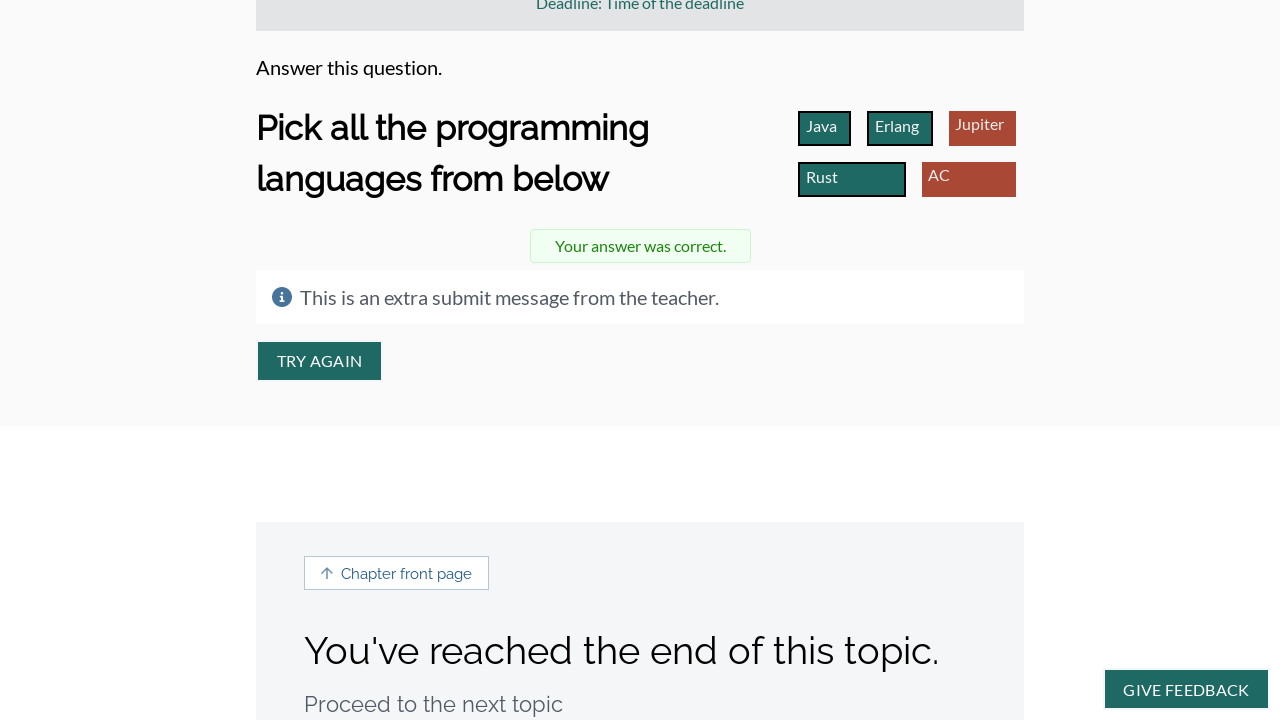 Deadline: Time of the deadline
Answer this question.
Pick all the programming
languages from below
Java
Erlang
Jupiter
Rust
AC
Your answer was correct.
This is an extra submit message from the teacher.
TRY AGAIN
Chapter front page
You've reached the end of this topic.
Proceed to the next topic
GIVE FEEDBACK